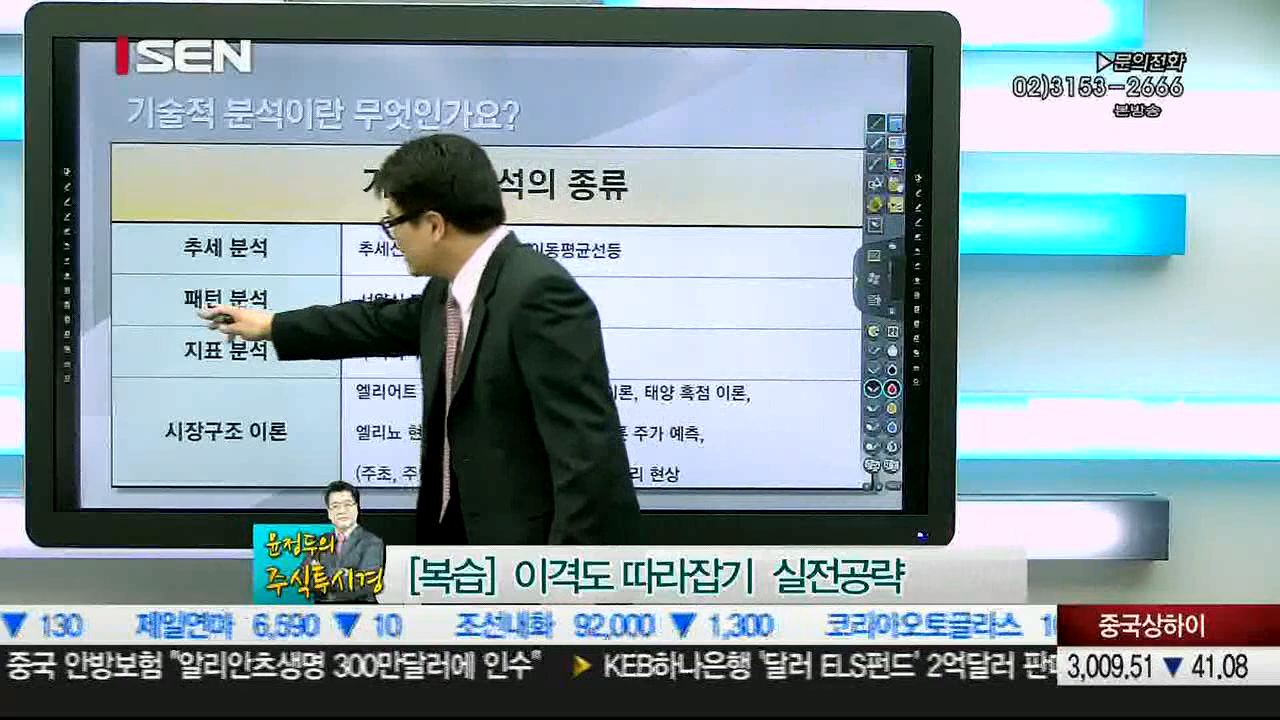 SEN
▶문의전화
02)3153-2666
본방송
기술적 분석이란 무엇인가요?
석의 종류
추세 분석
이동평균선등
패턴 분석
지표 분석
시장구조 이론
엘리어트 이론, 태양 흑점 이론,
엘리뇨 주가 예측,
(주초, 현상
윤정두의
주식투시경
[복습] 이격도 따라잡기 실전공략
▼ 130 제일연마 6,690 ▼ 10 조선내화 92,000 ▼ 1,300 코리아오토글라스
중국상하이
중국 안방보험 "알리안츠생명 300만달러에 인수" ▶ KEB하나은행 '달러 ELS펀드' 2억달러
3,009.51 ▼ 41.08